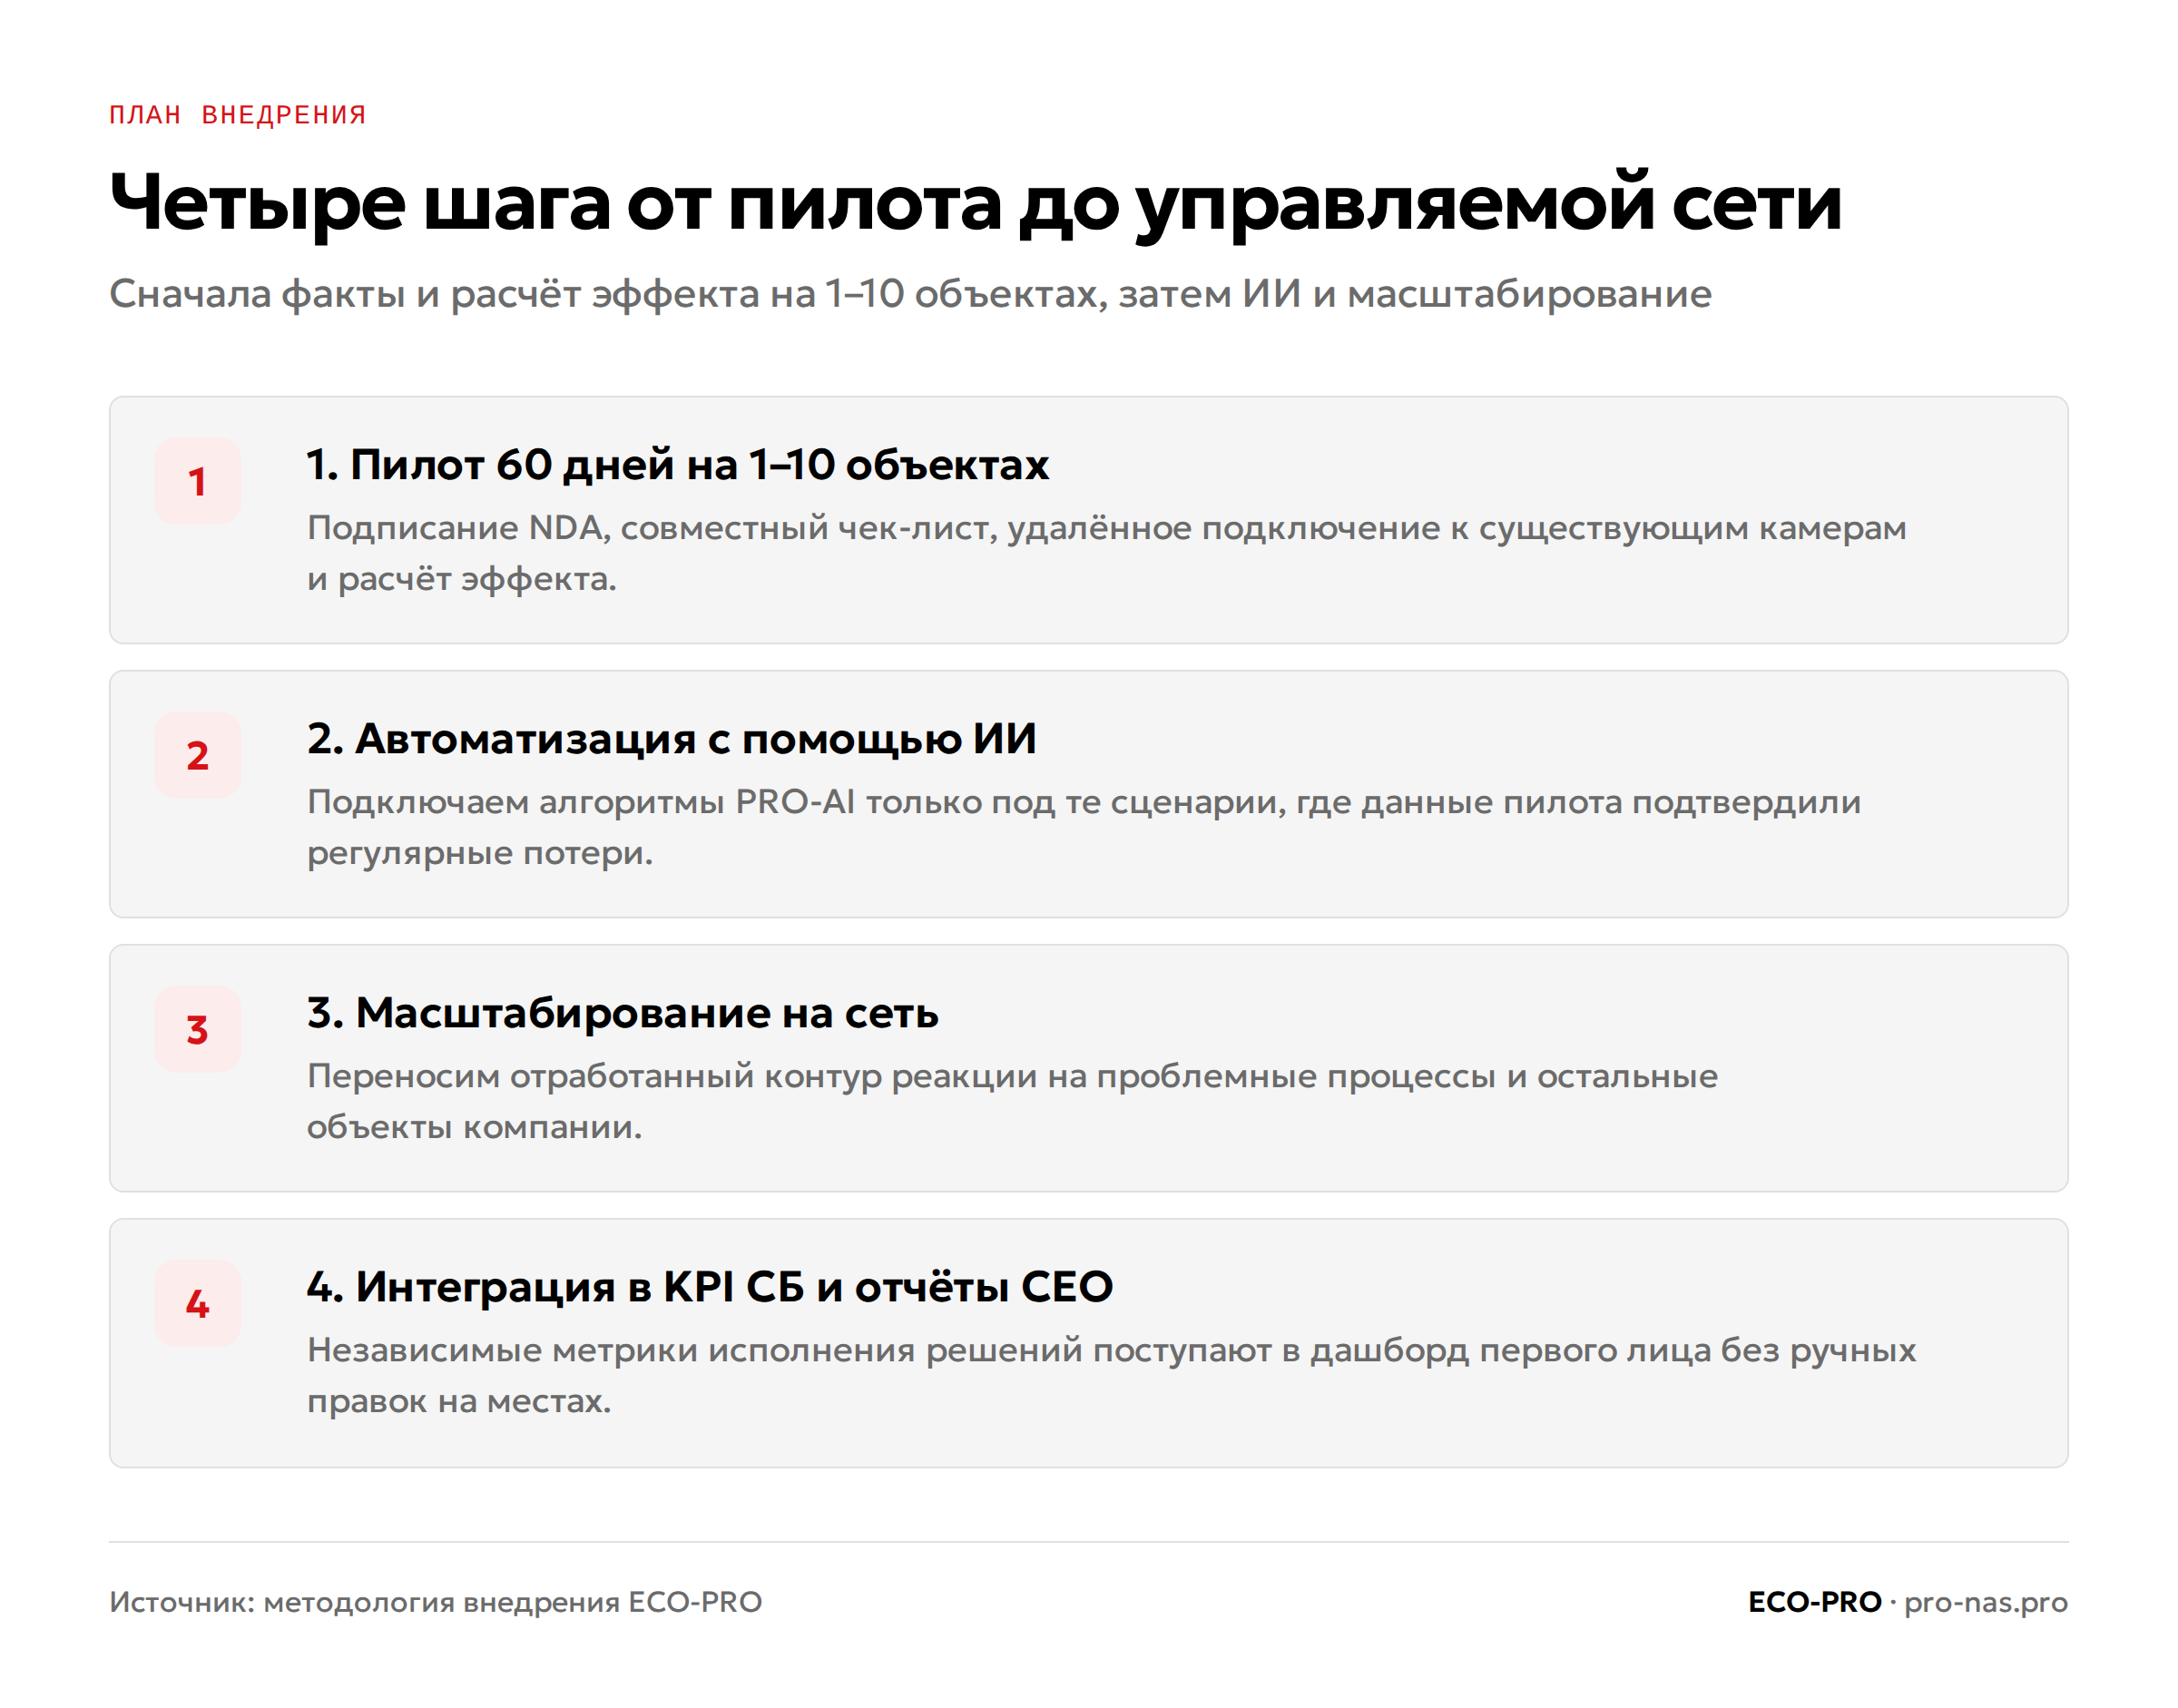 ПЛАН ВНЕДРЕНИЯ
Четыре шага от пилота до управляемой сети
Сначала факты и расчёт эффекта на 1–10 объектах, затем ИИ и масштабирование
1
1. Пилот 60 дней на 1–10 объектах
Подписание NDA, совместный чек-лист, удалённое подключение к существующим камерам
и расчёт эффекта.
2
2. Автоматизация с помощью ИИ
Подключаем алгоритмы PRO-AI только под те сценарии, где данные пилота подтвердили
регулярные потери.
3
3. Масштабирование на сеть
Переносим отработанный контур реакции на проблемные процессы и остальные
объекты компании.
4
4. Интеграция в KPI СБ и отчёты CEO
Независимые метрики исполнения решений поступают в дашборд первого лица без ручных
правок на местах.
Источник: методология внедрения ECO-PRO
ECO-PRO · pro-nas.pro